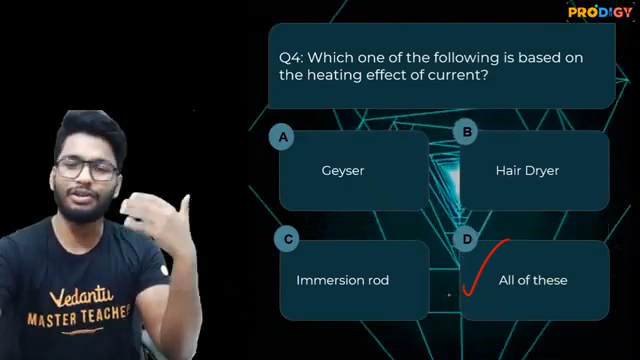 PRODIGY
Q4: Which one of the following is based on
the heating effect of current?
A
Geyser
B
Hair Dryer
C
Immersion rod
D
All of these
Vedantu
MASTER TEACHER